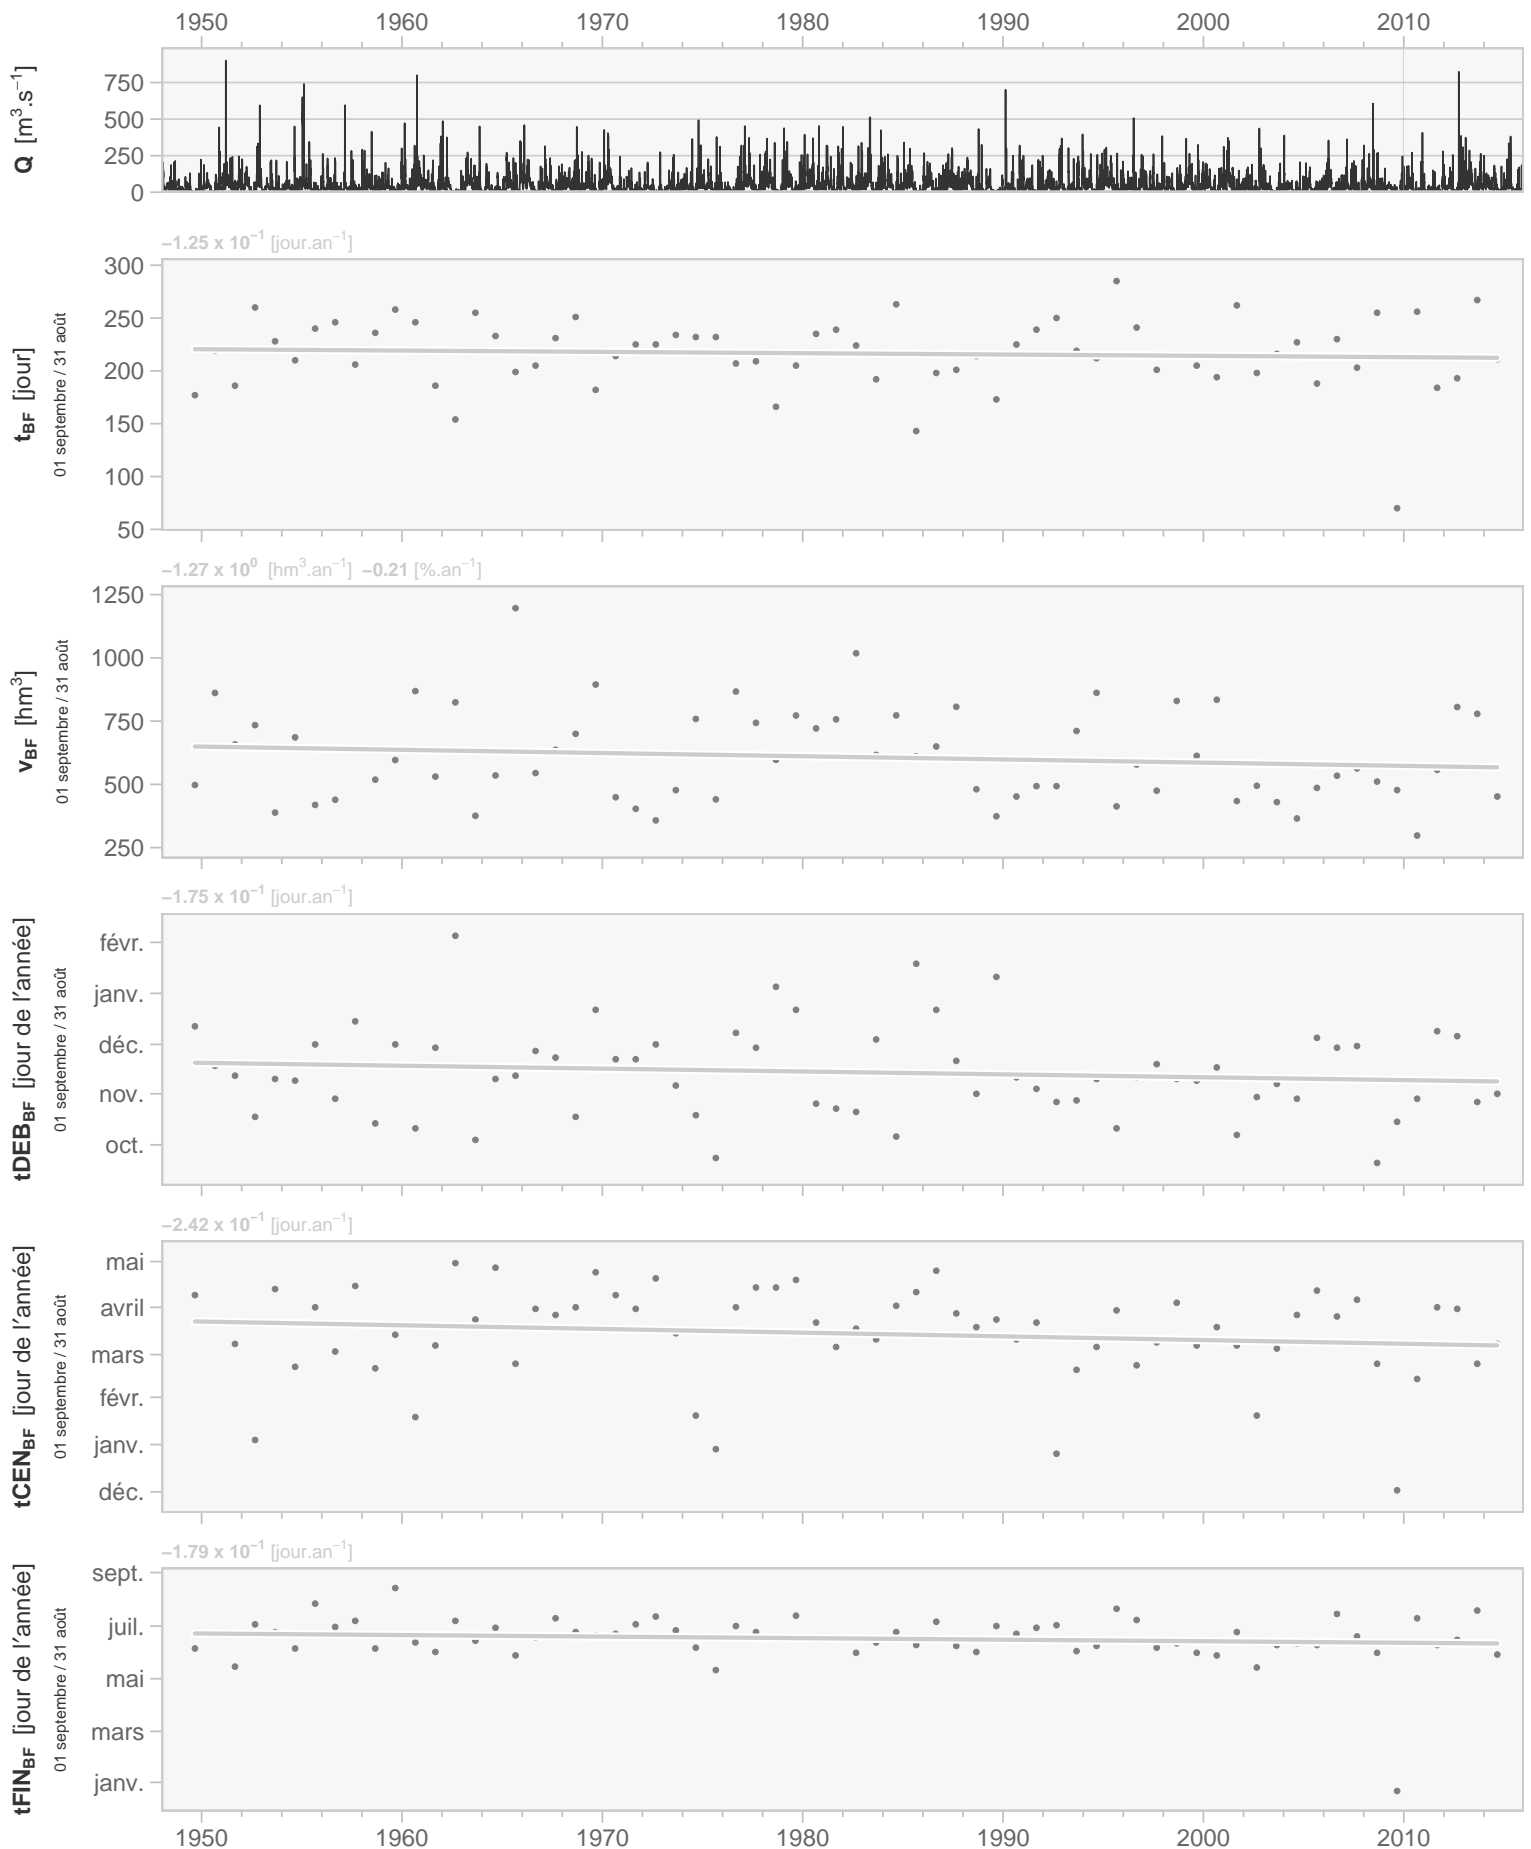 1950 1960 1970 1980 1990 2000 2010
Q [m³.s⁻¹]
750
500
250
0
−1.25 x 10⁻¹ [jour.an⁻¹]
t_BF [jour]
01 septembre / 31 août
300
250
200
150
100
50
−1.27 x 10⁰ [hm³.an⁻¹] −0.21 [%.an⁻¹]
v_BF [hm³]
01 septembre / 31 août
1250
1000
750
500
250
−1.75 x 10⁻¹ [jour.an⁻¹]
tDEB_BF [jour de l'année]
01 septembre / 31 août
févr.
janv.
déc.
nov.
oct.
−2.42 x 10⁻¹ [jour.an⁻¹]
tCEN_BF [jour de l'année]
01 septembre / 31 août
mai
avril
mars
févr.
janv.
déc.
−1.79 x 10⁻¹ [jour.an⁻¹]
tFIN_BF [jour de l'année]
01 septembre / 31 août
sept.
juil.
mai
mars
janv.
1950 1960 1970 1980 1990 2000 2010